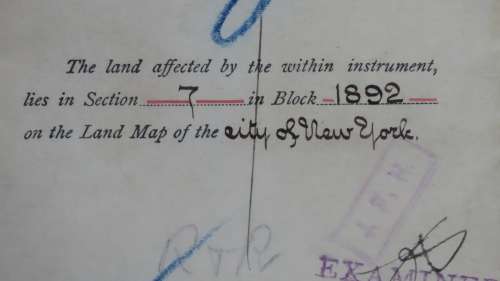 The land affected by the within instrument,
lies in Section 7 in Block 1892
on the Land Map of the city of New York.
R T R
EXAMINE